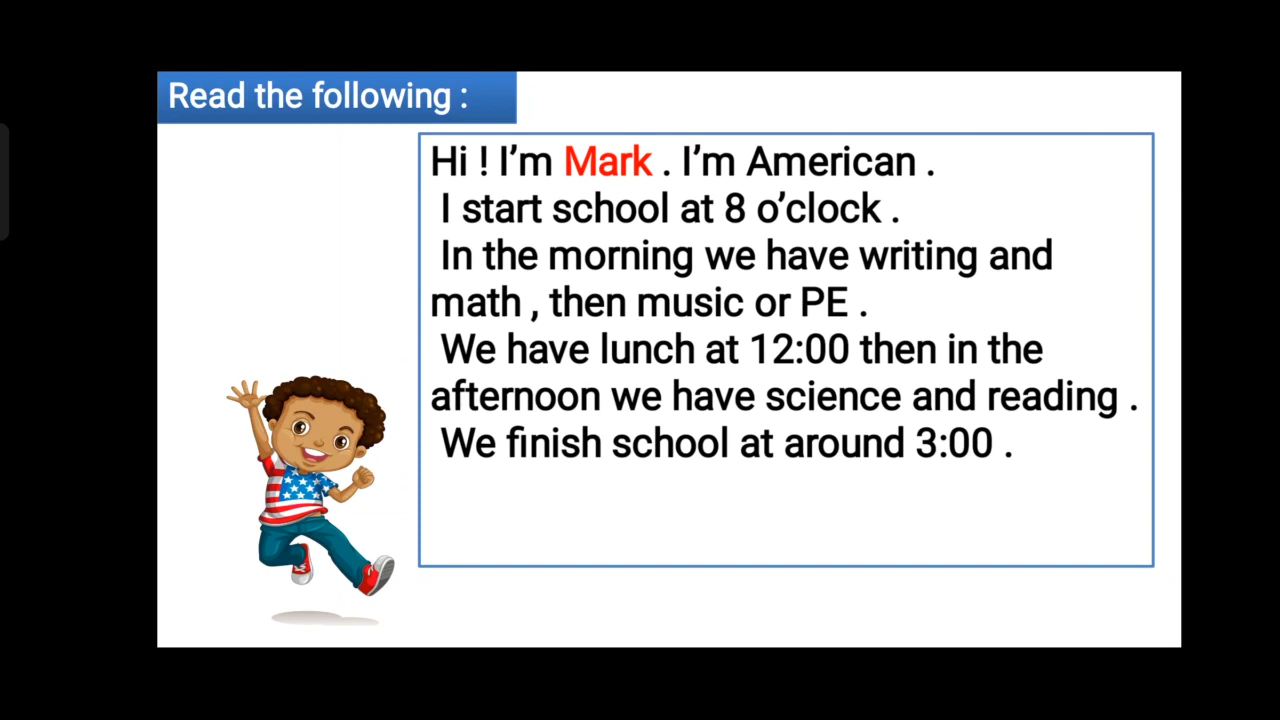 Read the following :
Hi ! I’m Mark . I’m American .
I start school at 8 o’clock .
In the morning we have writing and
math , then music or PE .
We have lunch at 12:00 then in the
afternoon we have science and reading .
We finish school at around 3:00 .